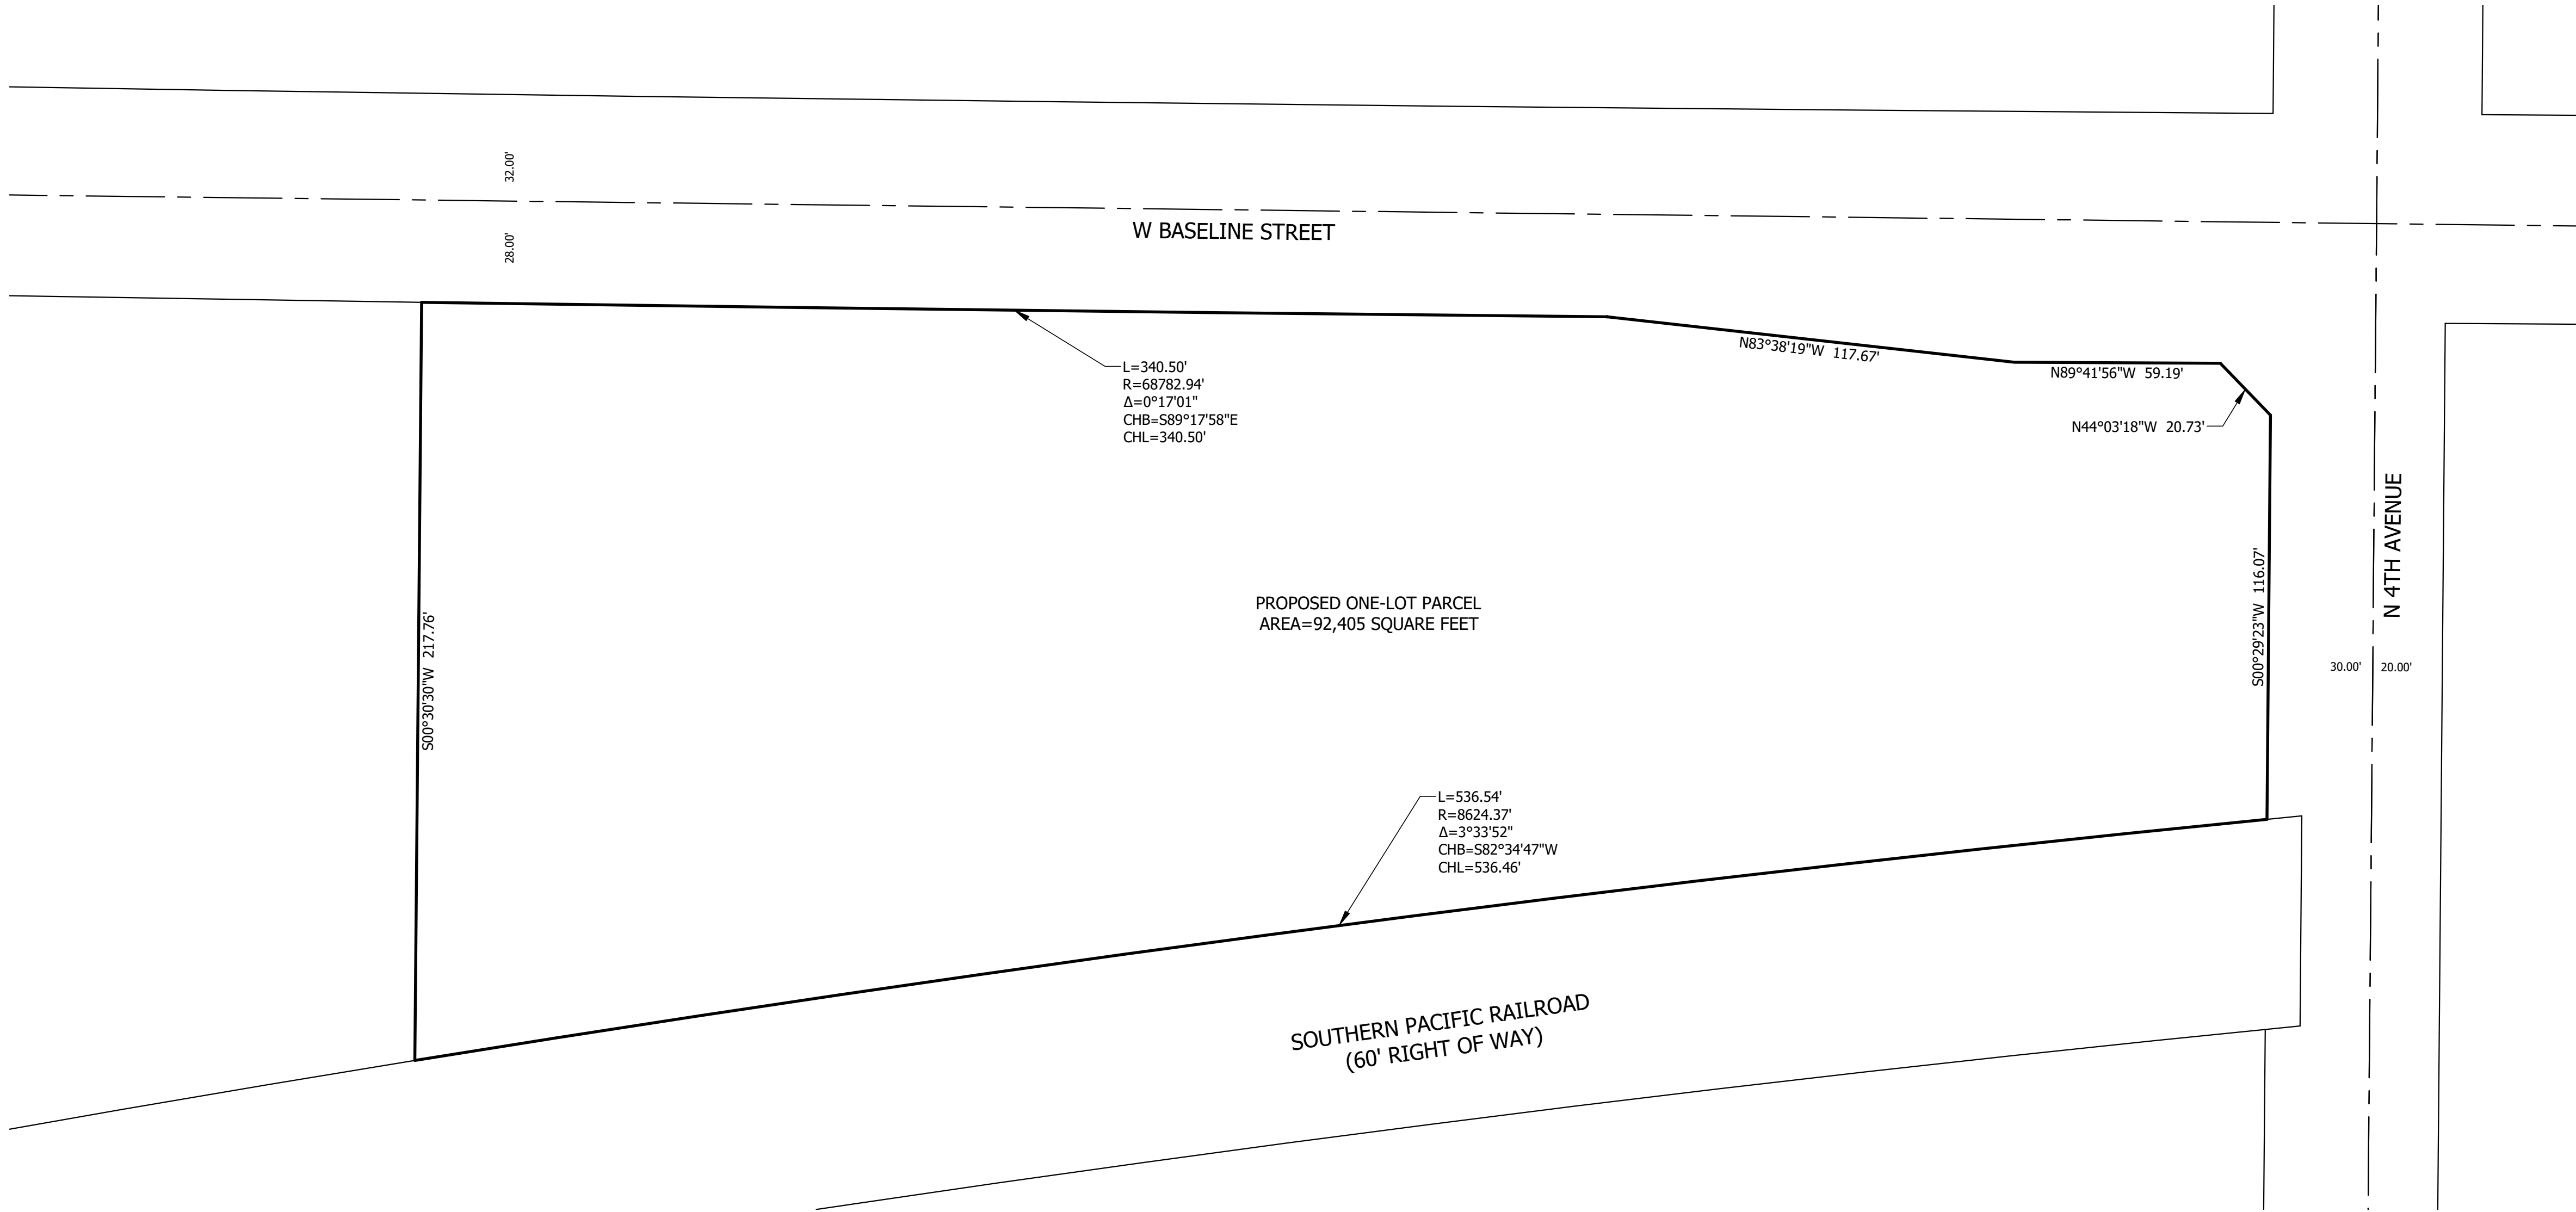 32.00'
28.00'
W BASELINE STREET
L=340.50'
R=68782.94'
Δ=0°17'01"
CHB=S89°17'58"E
CHL=340.50'
N83°38'19"W 117.67'
N89°41'56"W 59.19'
N44°03'18"W 20.73'
N 4TH AVENUE
S00°29'23"W 116.07'
30.00'
20.00'
PROPOSED ONE-LOT PARCEL
AREA=92,405 SQUARE FEET
S00°30'30"W 217.76'
L=536.54'
R=8624.37'
Δ=3°33'52"
CHB=S82°34'47"W
CHL=536.46'
SOUTHERN PACIFIC RAILROAD
(60' RIGHT OF WAY)